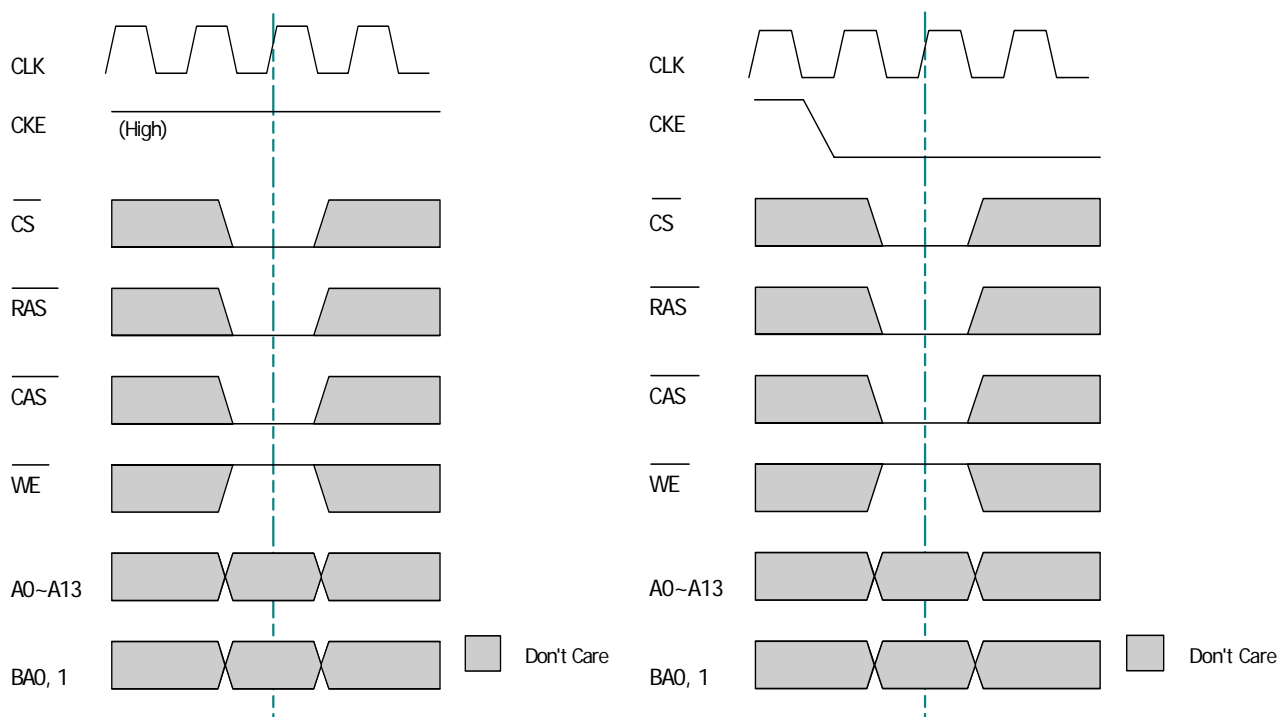 CLK
CKE
(High)
CS
RAS
CAS
WE
A0~A13
BA0, 1
Don't Care
CLK
CKE
CS
RAS
CAS
WE
A0~A13
BA0, 1
Don't Care